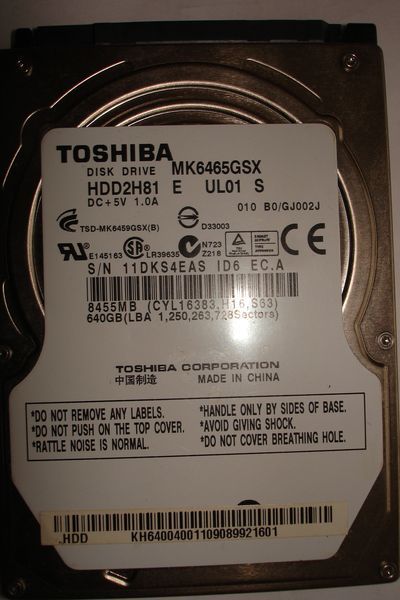 TOSHIBA
DISK DRIVE MK6465GSX
HDD2H81 E UL01 S
DC+5V 1.0A
010 B0/GJ002J
TSD-MK6459GSX(B)
D33003
E145163
LR39635
N723
Z218
S/N 11DKS4EAS ID6 EC.A
8455MB (CYL16383,H16,S63)
640GB(LBA 1,250,263,728Sectors)
TOSHIBA CORPORATION
中国制造 MADE IN CHINA
*DO NOT REMOVE ANY LABELS.
*DO NOT PUSH ON THE TOP COVER.
*RATTLE NOISE IS NORMAL.
*HANDLE ONLY BY SIDES OF BASE.
*AVOID GIVING SHOCK.
*DO NOT COVER BREATHING HOLE.
.HDD KH6400400110908​9921601